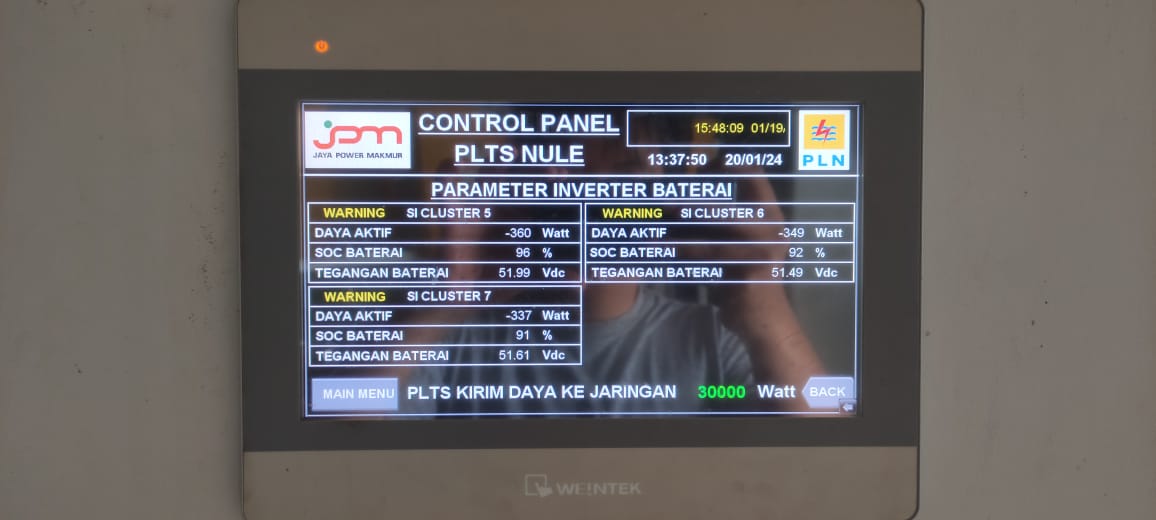 jpm
JAYA POWER MAKMUR
CONTROL PANEL
PLTS NULE
15:48:09 01/19/
13:37:50 20/01/24
PLN
PARAMETER INVERTER BATERAI
WARNING SI CLUSTER 5
DAYA AKTIF -360 Watt
SOC BATERAI 96 %
TEGANGAN BATERAI 51.99 Vdc
WARNING SI CLUSTER 6
DAYA AKTIF -349 Watt
SOC BATERAI 92 %
TEGANGAN BATERAI 51.49 Vdc
WARNING SI CLUSTER 7
DAYA AKTIF -337 Watt
SOC BATERAI 91 %
TEGANGAN BATERAI 51.61 Vdc
MAIN MENU PLTS KIRIM DAYA KE JARINGAN 30000 Watt BACK
WE!NTEK